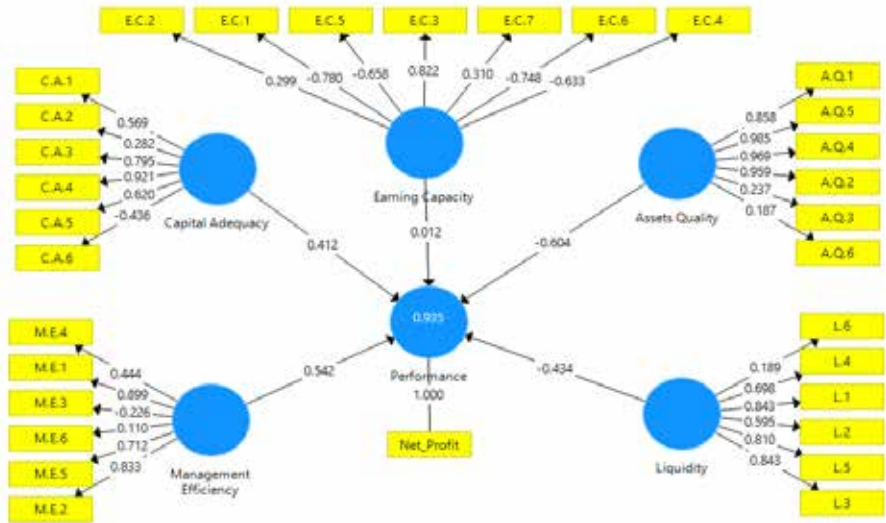 E.C.2
E.C.1
E.C.5
E.C.3
E.C.7
E.C.6
E.C.4
0.299
-0.780
-0.658
0.822
0.310
-0.748
-0.633
C.A.1
C.A.2
C.A.3
C.A.4
C.A.5
C.A.6
0.569
0.282
0.795
0.921
0.620
-0.436
Capital Adequacy
Earning Capacity
A.Q.1
A.Q.5
A.Q.4
A.Q.2
A.Q.3
A.Q.6
0.858
0.985
0.969
0.959
0.237
0.187
Assets Quality
0.412
0.012
-0.604
0.935
Performance
1.000
Net_Profit
0.542
-0.434
M.E.4
M.E.1
M.E.3
M.E.6
M.E.5
M.E.2
0.444
0.899
-0.226
0.110
0.712
0.833
Management
Efficiency
L.6
L.4
L.1
L.2
L.5
L.3
0.189
0.698
0.843
0.595
0.810
0.843
Liquidity